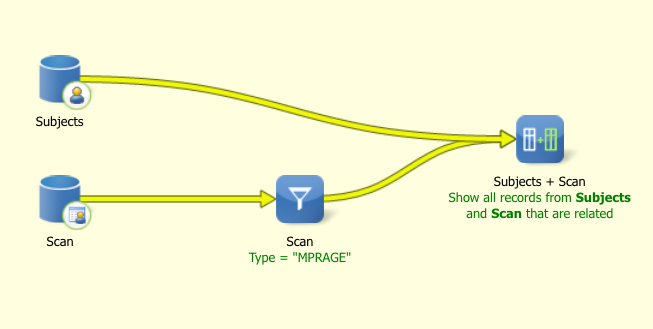 Subjects
Scan
Scan
Type = "MPRAGE"
Subjects + Scan
Show all records from Subjects
and Scan that are related